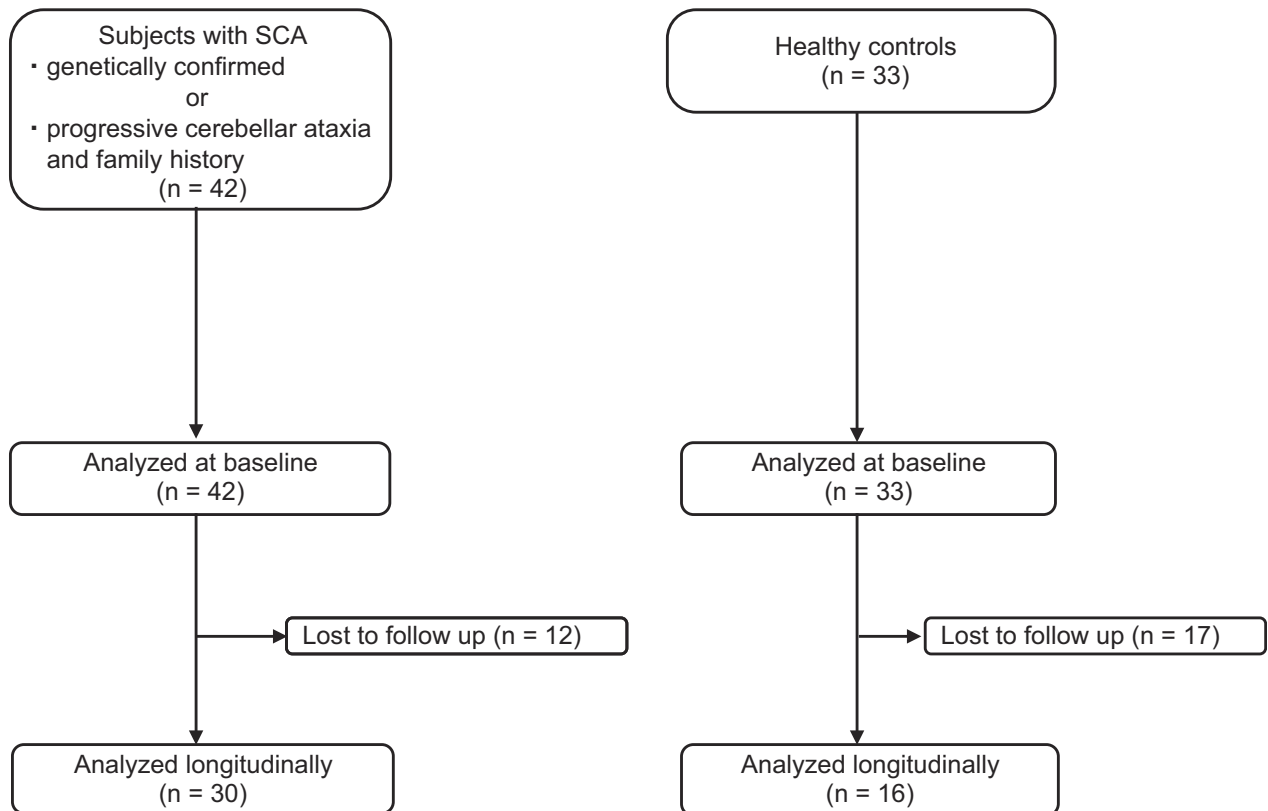 Subjects with SCA
・genetically confirmed
or
・progressive cerebellar ataxia
and family history
(n = 42)
Healthy controls
(n = 33)
Analyzed at baseline
(n = 42)
Analyzed at baseline
(n = 33)
Lost to follow up (n = 12)
Lost to follow up (n = 17)
Analyzed longitudinally
(n = 30)
Analyzed longitudinally
(n = 16)